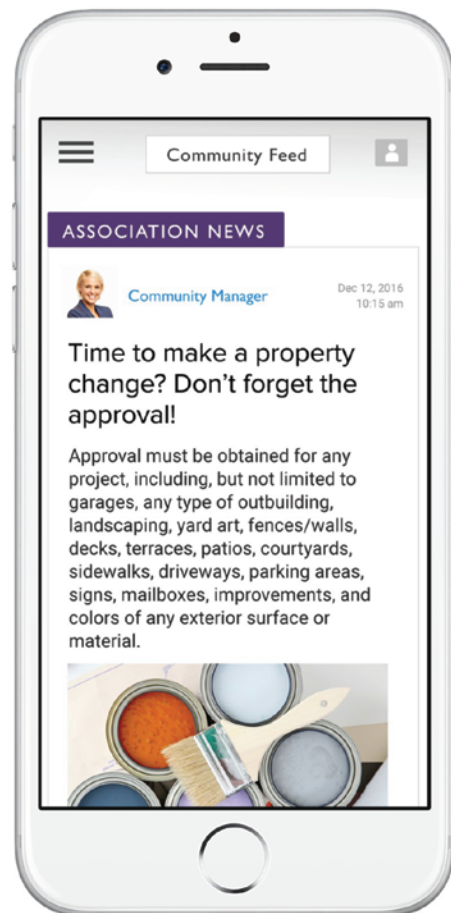 Community Feed
ASSOCIATION NEWS
Community Manager
Dec 12, 2016
10:15 am
Time to make a property
change? Don't forget the
approval!
Approval must be obtained for any
project, including, but not limited to
garages, any type of outbuilding,
landscaping, yard art, fences/walls,
decks, terraces, patios, courtyards,
sidewalks, driveways, parking areas,
signs, mailboxes, improvements, and
colors of any exterior surface or
material.